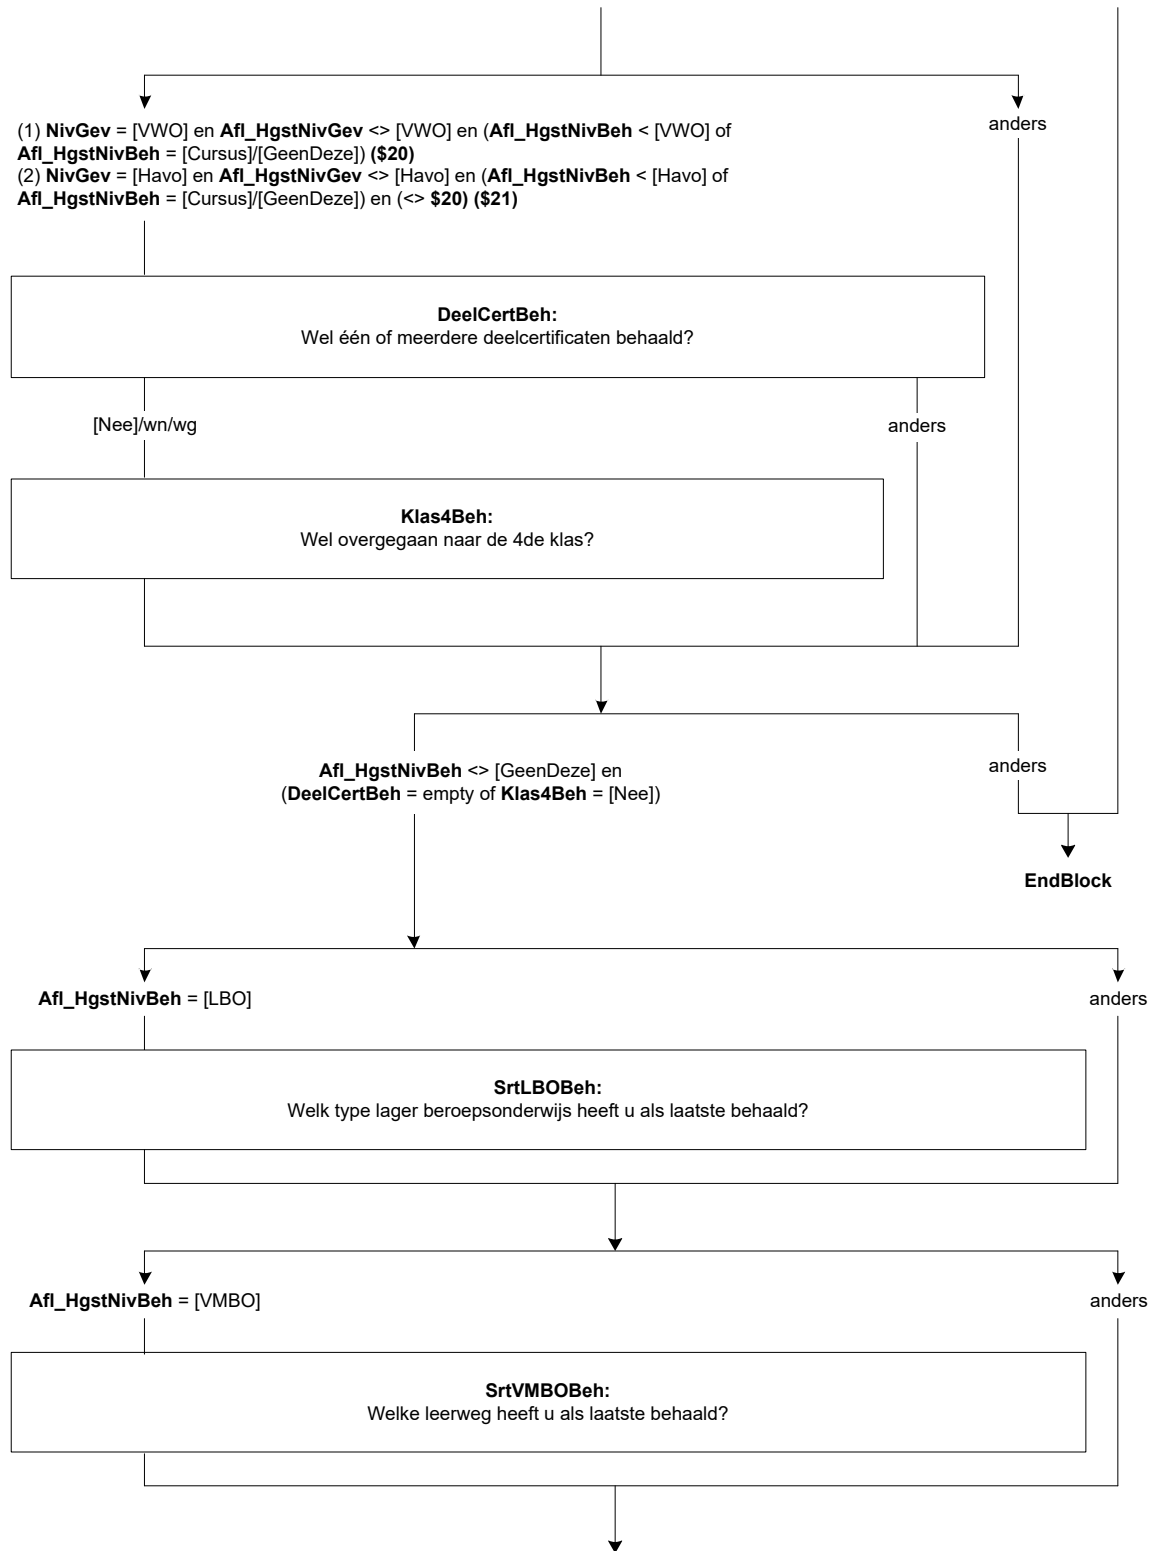 (1) NivGev = [VWO] en Afl_HgstNivGev <> [VWO] en (Afl_HgstNivBeh < [VWO] of
Afl_HgstNivBeh = [Cursus]/[GeenDeze]) ($20)
(2) NivGev = [Havo] en Afl_HgstNivGev <> [Havo] en (Afl_HgstNivBeh < [Havo] of
Afl_HgstNivBeh = [Cursus]/[GeenDeze]) en (<> $20) ($21)
anders
DeelCertBeh:
Wel één of meerdere deelcertificaten behaald?
[Nee]/wn/wg
anders
Klas4Beh:
Wel overgegaan naar de 4de klas?
Afl_HgstNivBeh <> [GeenDeze] en
(DeelCertBeh = empty of Klas4Beh = [Nee])
anders
EndBlock
Afl_HgstNivBeh = [LBO]
anders
SrtLBOBeh:
Welk type lager beroepsonderwijs heeft u als laatste behaald?
Afl_HgstNivBeh = [VMBO]
anders
SrtVMBOBeh:
Welke leerweg heeft u als laatste behaald?